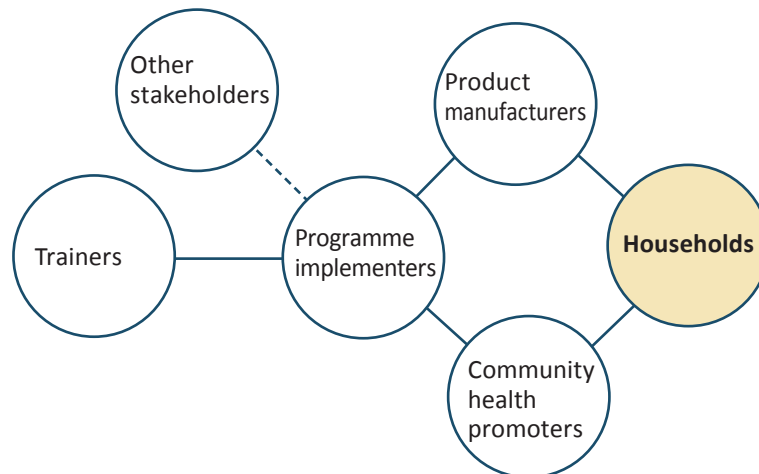 Other
stakeholders
Product
manufacturers
Trainers
Programme
implementers
Households
Community
health
promoters